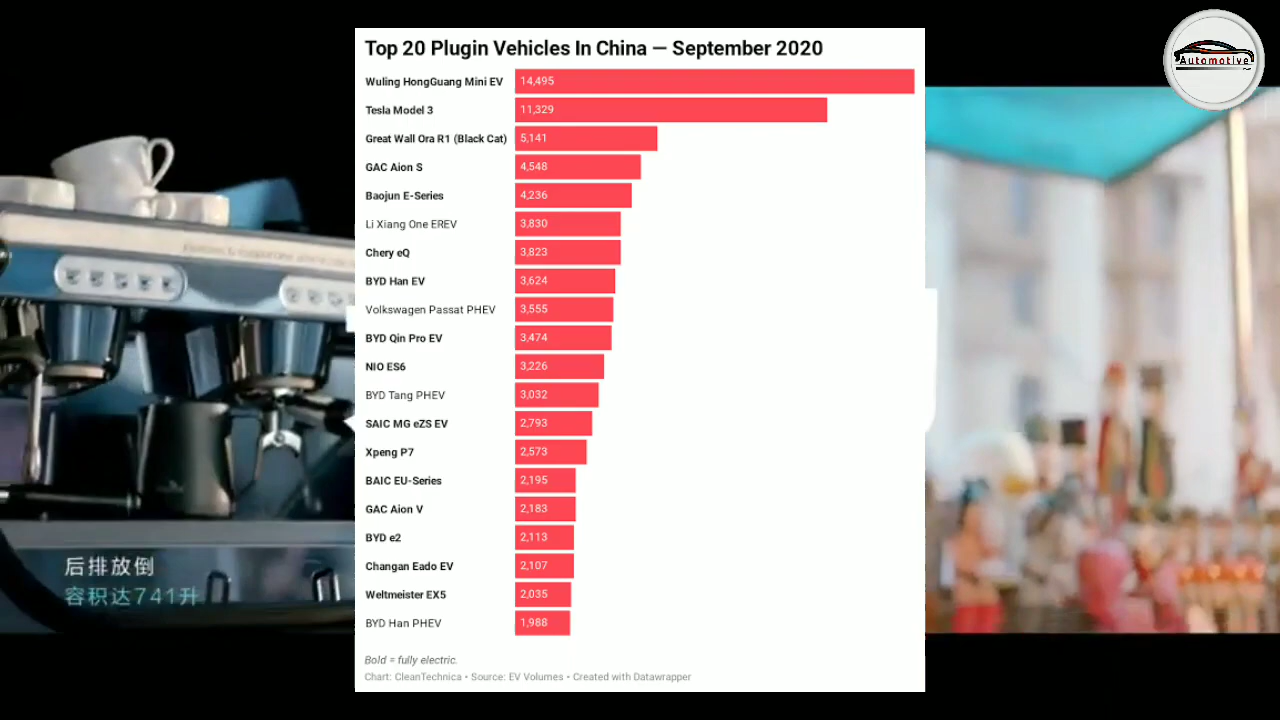 Top 20 Plugin Vehicles In China — September 2020
Wuling HongGuang Mini EV 14,495
Tesla Model 3 11,329
Great Wall Ora R1 (Black Cat) 5,141
GAC Aion S 4,548
Baojun E-Series 4,236
Li Xiang One EREV 3,830
Chery eQ 3,823
BYD Han EV 3,624
Volkswagen Passat PHEV 3,555
BYD Qin Pro EV 3,474
NIO ES6 3,226
BYD Tang PHEV 3,032
SAIC MG eZS EV 2,793
Xpeng P7 2,573
BAIC EU-Series 2,195
GAC Aion V 2,183
BYD e2 2,113
Changan Eado EV 2,107
Weltmeister EX5 2,035
BYD Han PHEV 1,988
Bold = fully electric.
Chart: CleanTechnica • Source: EV Volumes • Created with Datawrapper
Automotive
后排放倒
容积达741升